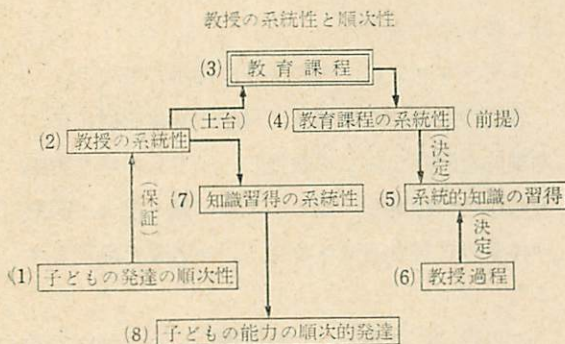 教授の系統性と順次性
(3) 教育課程
(土台)
(4) 教育課程の系統性 (前提)
(2) 教授の系統性
(決定)
(保証)
(7) 知識習得の系統性
(5) 系統的知識の習得
(決定)
(1) 子どもの発達の順次性
(6) 教授過程
(8) 子どもの能力の順次的発達